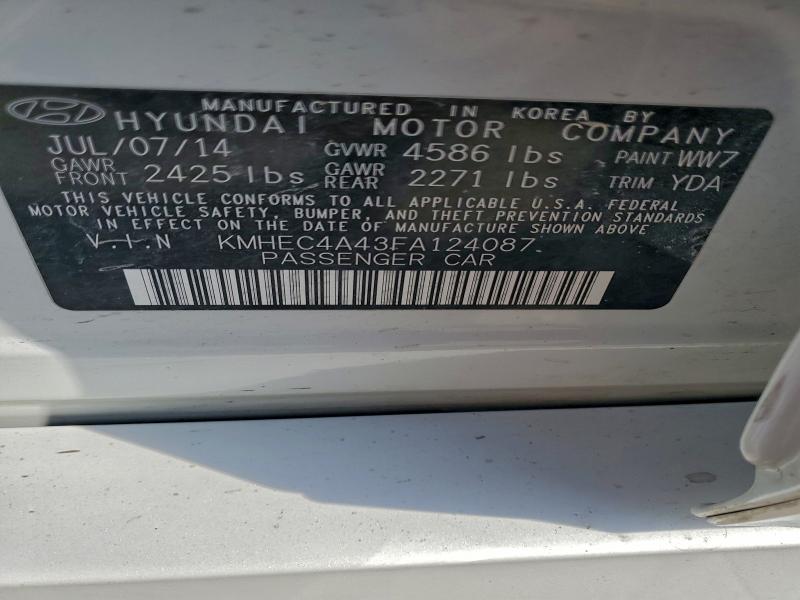 MANUFACTURED IN KOREA BY
HYUNDAI MOTOR COMPANY
JUL/07/14 GVWR 4586 lbs PAINT WW7
GAWR FRONT 2425 lbs GAWR REAR 2271 lbs TRIM YDA
THIS VEHICLE CONFORMS TO ALL APPLICABLE U.S.A. FEDERAL
MOTOR VEHICLE SAFETY, BUMPER, AND THEFT PREVENTION STANDARDS
IN EFFECT ON THE DATE OF MANUFACTURE SHOWN ABOVE
V.I.N KMHEC4A43FA124087
PASSENGER CAR